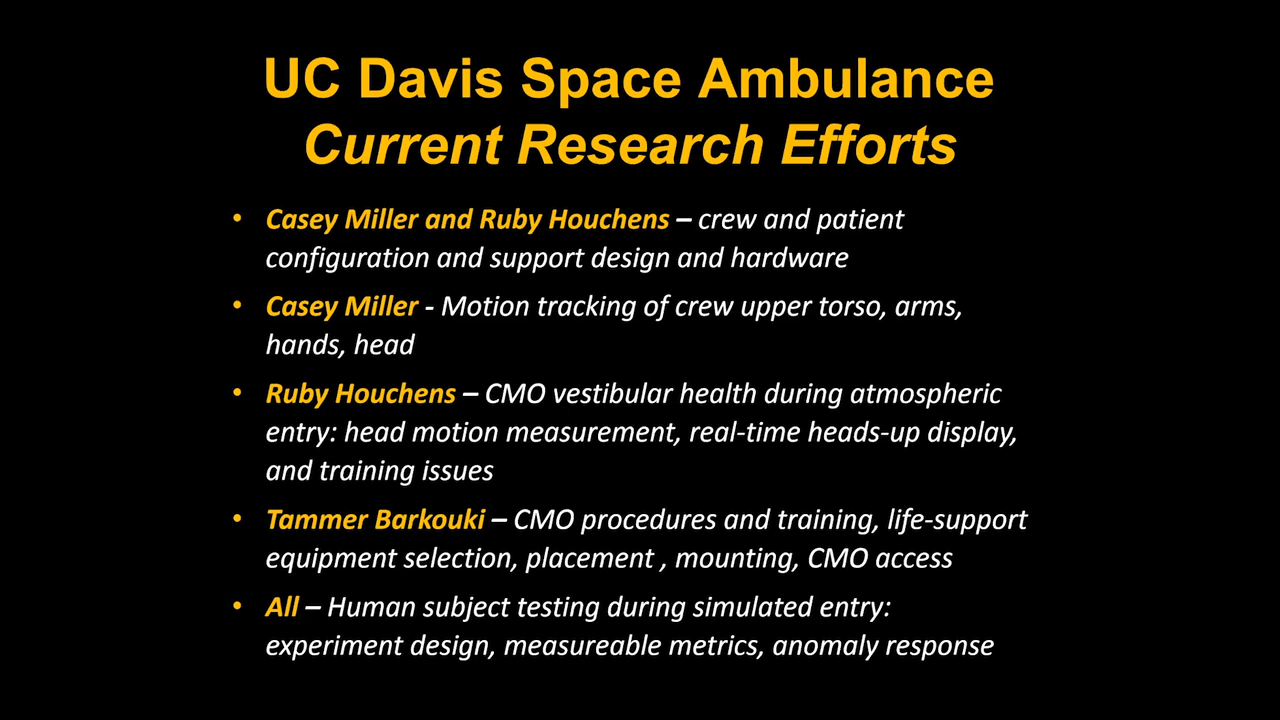 UC Davis Space Ambulance
Current Research Efforts
• Casey Miller and Ruby Houchens – crew and patient
configuration and support design and hardware
• Casey Miller - Motion tracking of crew upper torso, arms,
hands, head
• Ruby Houchens – CMO vestibular health during atmospheric
entry: head motion measurement, real-time heads-up display,
and training issues
• Tammer Barkouki – CMO procedures and training, life-support
equipment selection, placement , mounting, CMO access
• All – Human subject testing during simulated entry:
experiment design, measureable metrics, anomaly response